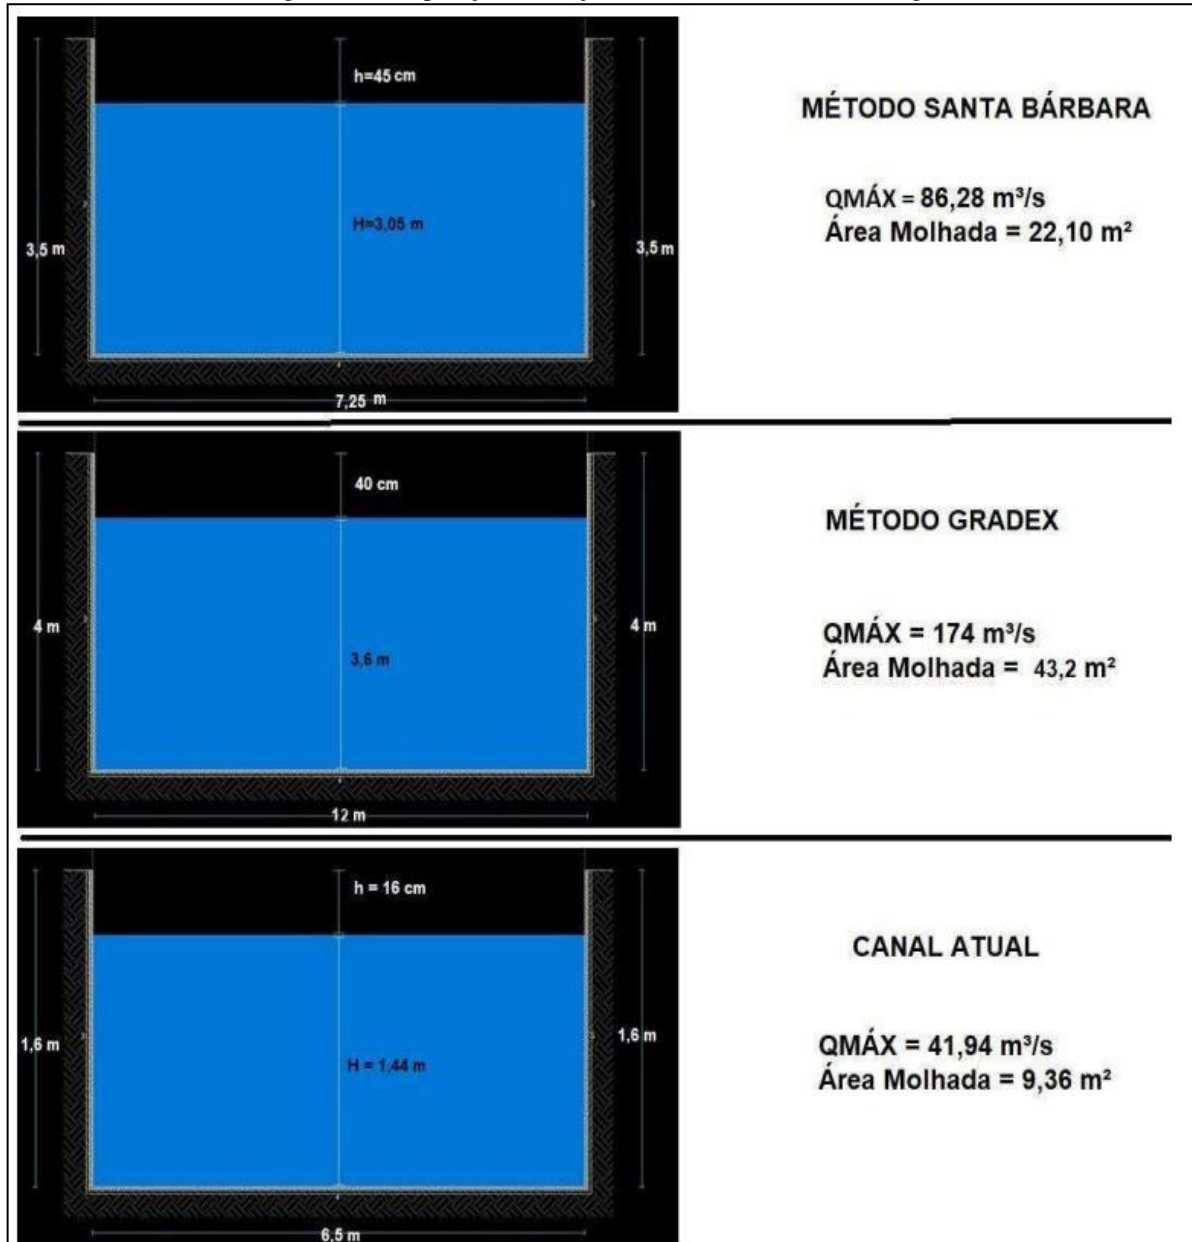 h=45 cm
MÉTODO SANTA BÁRBARA
QMÁX = 86,28 m³/s
Área Molhada = 22,10 m²
H=3,05 m
3,5 m
3,5 m
7,25 m
40 cm
MÉTODO GRADEX
4 m
4 m
QMÁX = 174 m³/s
Área Molhada = 43,2 m²
3,6 m
12 m
h = 16 cm
CANAL ATUAL
1,6 m
1,6 m
QMÁX = 41,94 m³/s
Área Molhada = 9,36 m²
H = 1,44 m
6,5 m